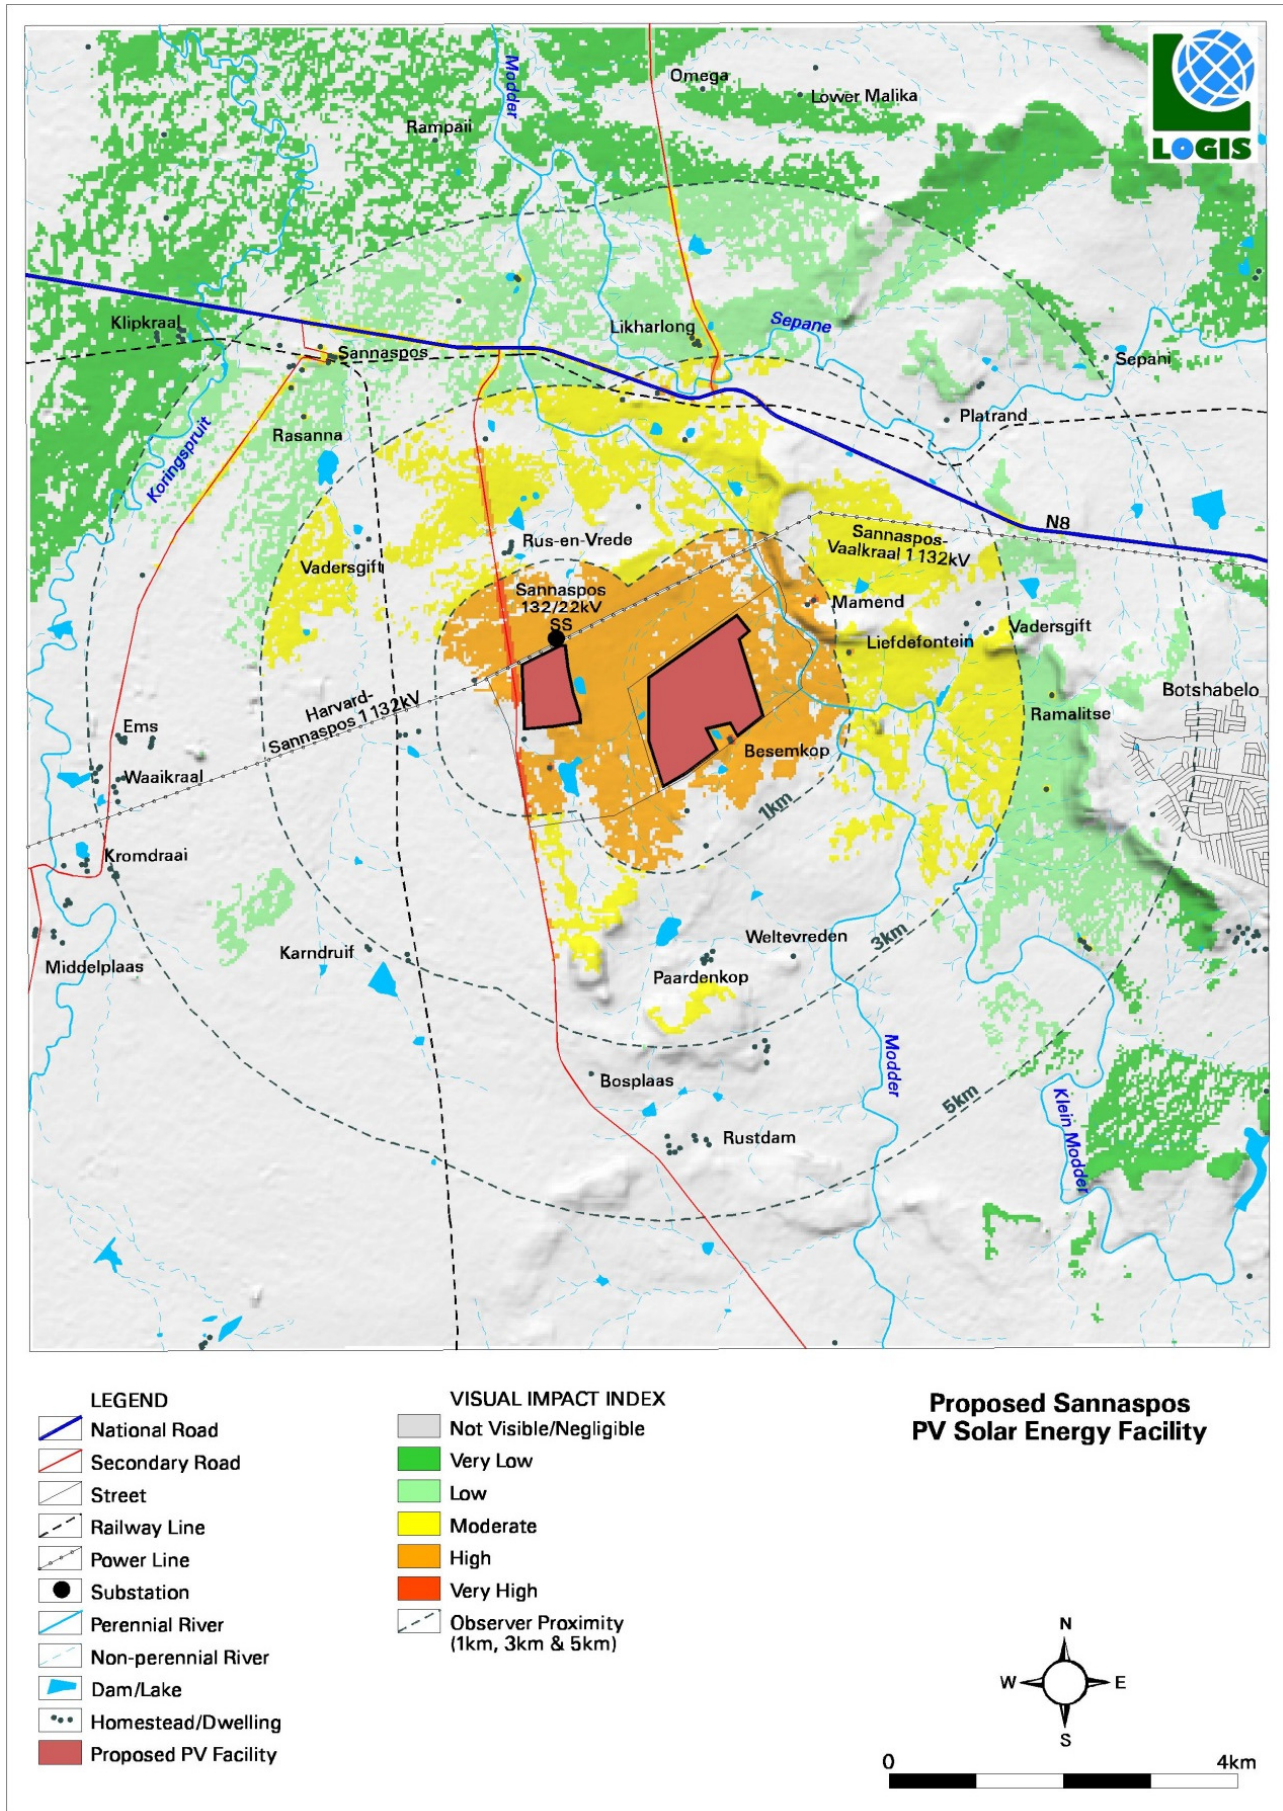 Omega
Lower Malika
Modder
Rampaii
LOGIS
Klipkraal
Sannaspos
Likharlong
Sepane
Sepani
Platrand
Rasanna
Koringspruit
N8
Rus-en-Vrede
Sannaspos-
Vaalkraal 1 132kV
Vadersgift
Sannaspos
132/22kV
SS
Mamend
Liefdefontein
Vadersgift
Harvard-
Sannaspos 1 132kV
Botshabelo
Ramalitse
Ems
Besemkop
Waaikraal
1km
Kromdraai
Weltevreden
3km
Karndruif
Middelplaas
Paardenkop
Bosplaas
Modder
5km
Klein Modder
Rustdam
LEGEND
National Road
Secondary Road
Street
Railway Line
Power Line
Substation
Perennial River
Non-perennial River
Dam/Lake
Homestead/Dwelling
Proposed PV Facility
VISUAL IMPACT INDEX
Not Visible/Negligible
Very Low
Low
Moderate
High
Very High
Observer Proximity
(1km, 3km & 5km)
Proposed Sannaspos
PV Solar Energy Facility
N
W
E
S
0
4km